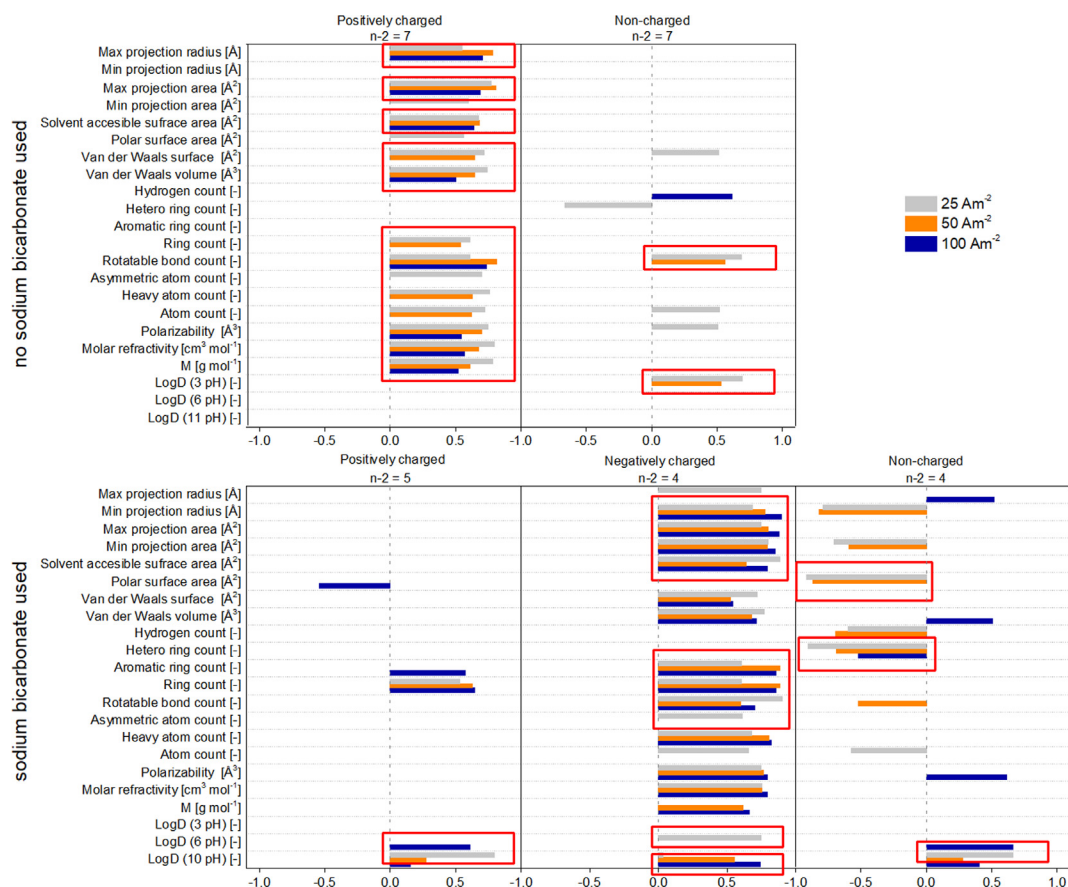 Positively charged
n-2 = 7
Non-charged
n-2 = 7
no sodium bicarbonate used
Max projection radius [Å]
Min projection radius [Å]
Max projection area [Å²]
Min projection area [Å²]
Solvent accesible sufrace area [Å²]
Polar surface area [Å²]
Van der Waals surface [Å²]
Van der Waals volume [Å³]
Hydrogen count [-]
Hetero ring count [-]
Aromatic ring count [-]
Ring count [-]
Rotatable bond count [-]
Asymmetric atom count [-]
Heavy atom count [-]
Atom count [-]
Polarizability [Å³]
Molar refractivity [cm³ mol⁻¹]
M [g mol⁻¹]
LogD (3 pH) [-]
LogD (6 pH) [-]
LogD (11 pH) [-]
-1.0 -0.5 0.0 0.5 -1.0 -0.5 0.0 0.5 1.0
25 Am⁻²
50 Am⁻²
100 Am⁻²
Positively charged
n-2 = 5
Negatively charged
n-2 = 4
Non-charged
n-2 = 4
sodium bicarbonate used
Max projection radius [Å]
Min projection radius [Å]
Max projection area [Å²]
Min projection area [Å²]
Solvent accesible sufrace area [Å²]
Polar surface area [Å²]
Van der Waals surface [Å²]
Van der Waals volume [Å³]
Hydrogen count [-]
Hetero ring count [-]
Aromatic ring count [-]
Ring count [-]
Rotatable bond count [-]
Asymmetric atom count [-]
Heavy atom count [-]
Atom count [-]
Polarizability [Å³]
Molar refractivity [cm³ mol⁻¹]
M [g mol⁻¹]
LogD (3 pH) [-]
LogD (6 pH) [-]
LogD (10 pH) [-]
-1.0 -0.5 0.0 0.5 -1.0 -0.5 0.0 0.5 -1.0 -0.5 0.0 0.5 1.0